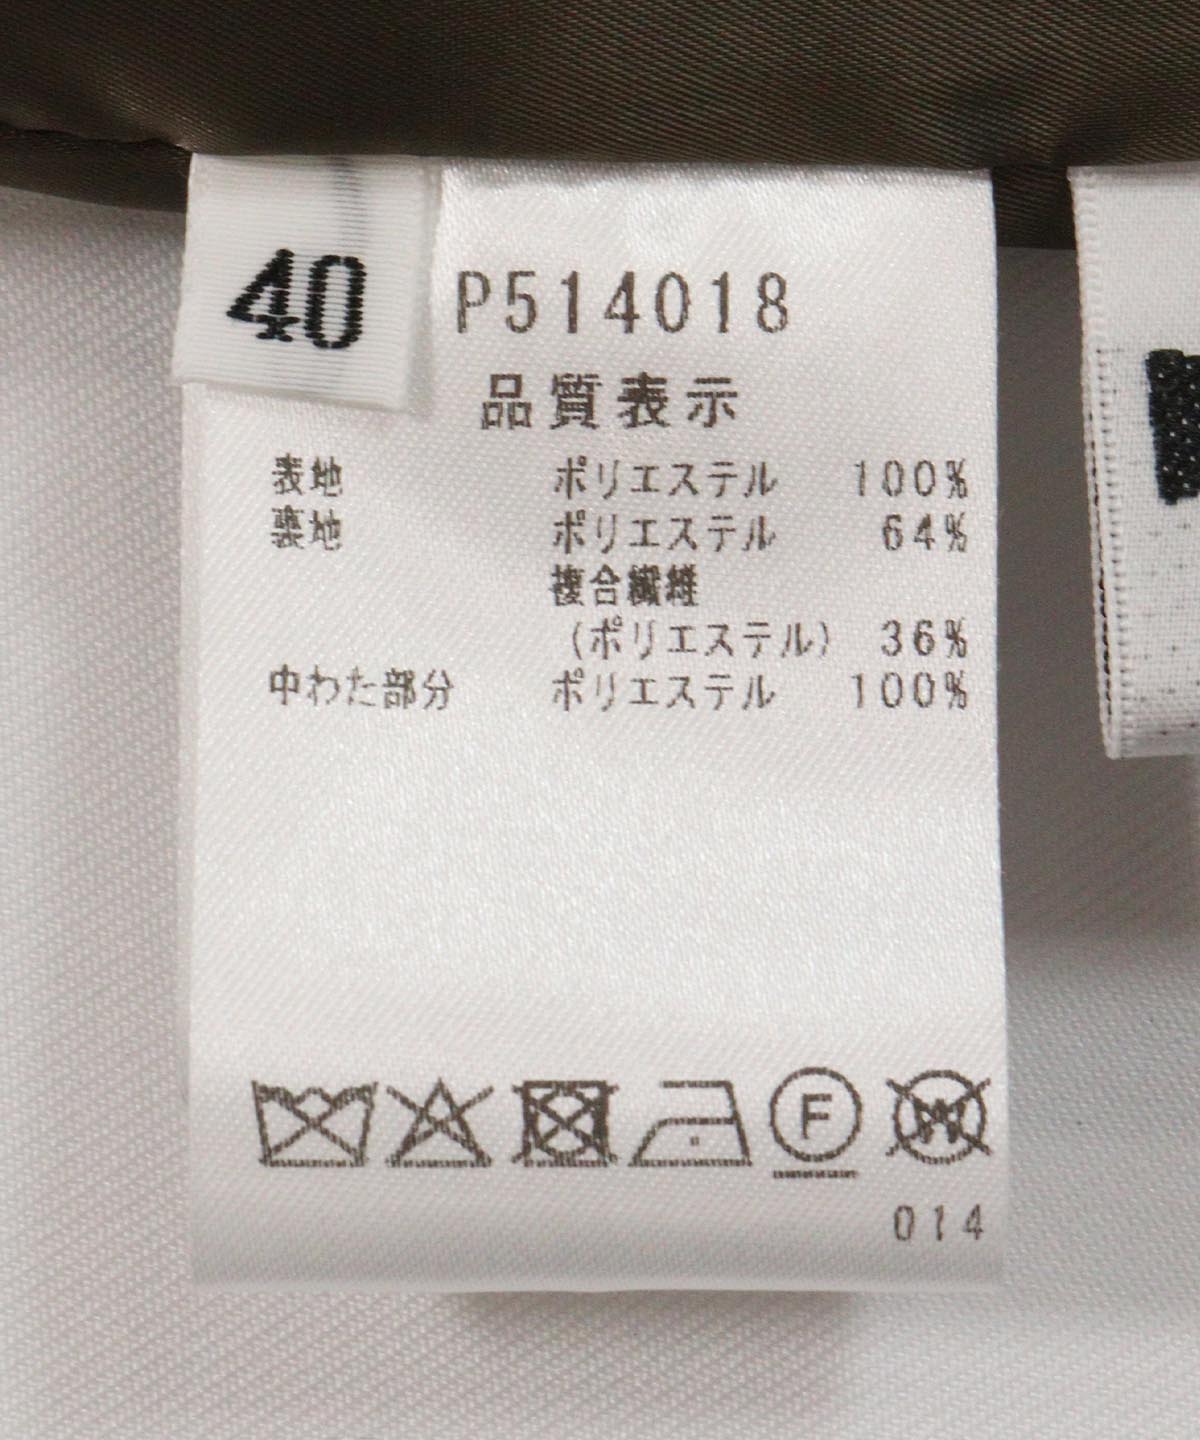 40
P514018
品質表示
表地 ポリエステル 100%
裏地 ポリエステル 64%
複合繊維
(ポリエステル) 36%
中わた部分 ポリエステル 100%
F W
014